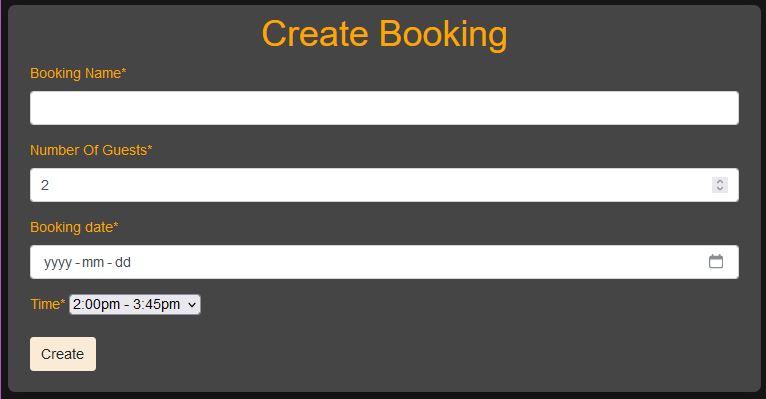 Create Booking
Booking Name*
Number Of Guests*
2
Booking date*
yyyy - mm - dd
Time* 2:00pm - 3:45pm
Create